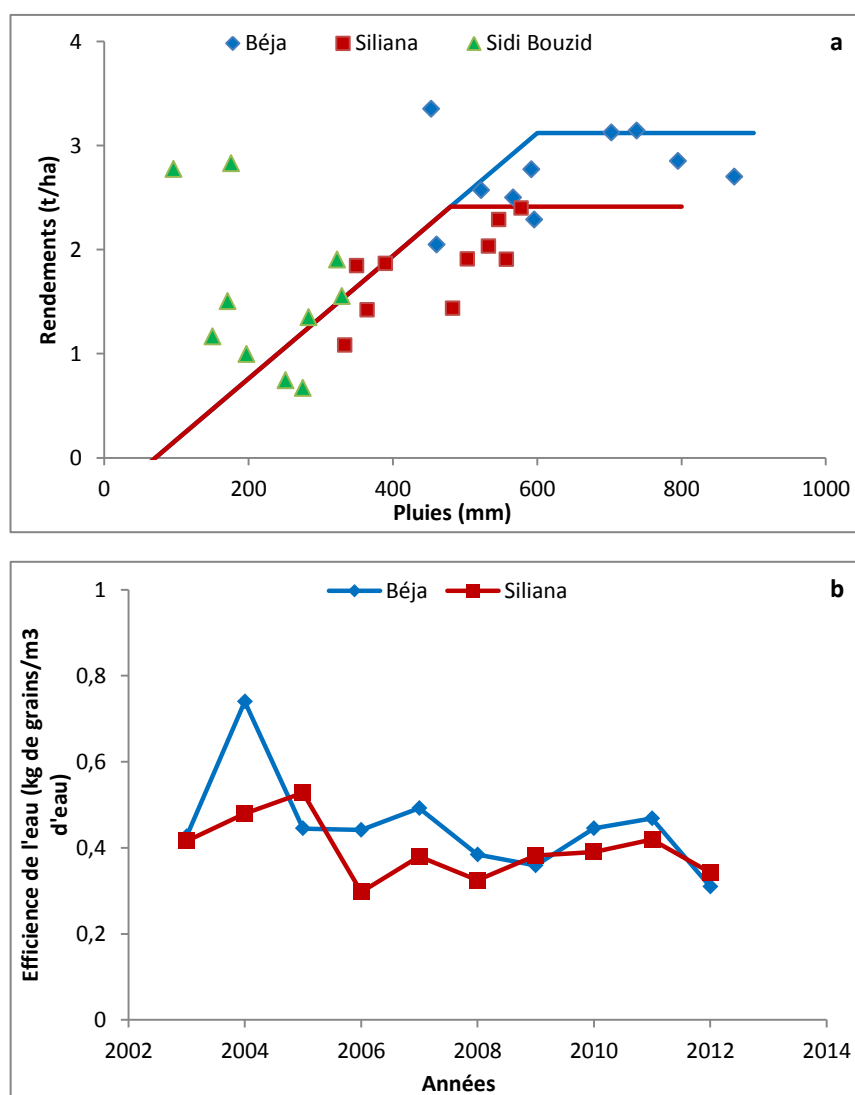 Béja Siliana Sidi Bouzid a
4
3
2
1
0
Rendements (t/ha)
0 200 400 600 800 1000
Pluies (mm)
Béja Siliana b
1
0,8
0,6
0,4
0,2
0
Efficience de l'eau (kg de grains/m3
d'eau)
2002 2004 2006 2008 2010 2012 2014
Années